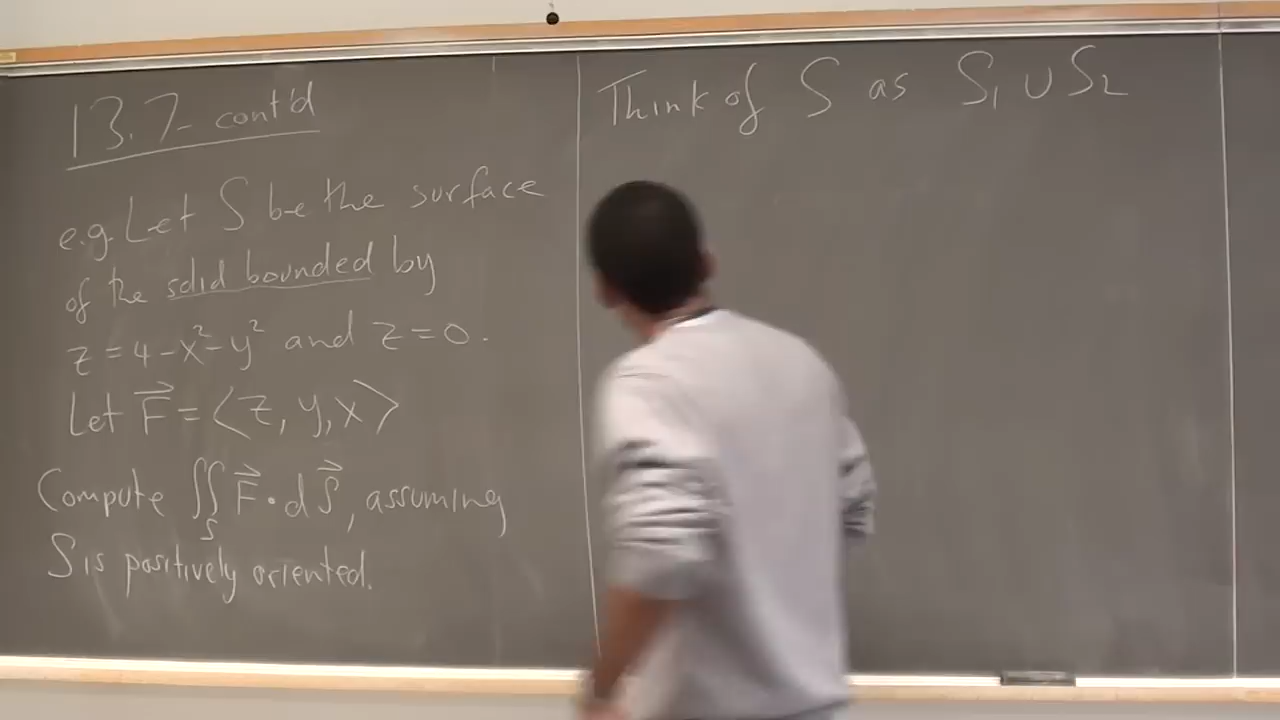 13.7 cont'd
e.g. Let S be the surface
of the solid bounded by
z = 4-x²-y² and z=0.
Let F⃗ = ⟨z, y, x⟩
Compute ∬_S F⃗ · dS⃗, assuming
S is positively oriented.
Think of S as S₁ ∪ S₂